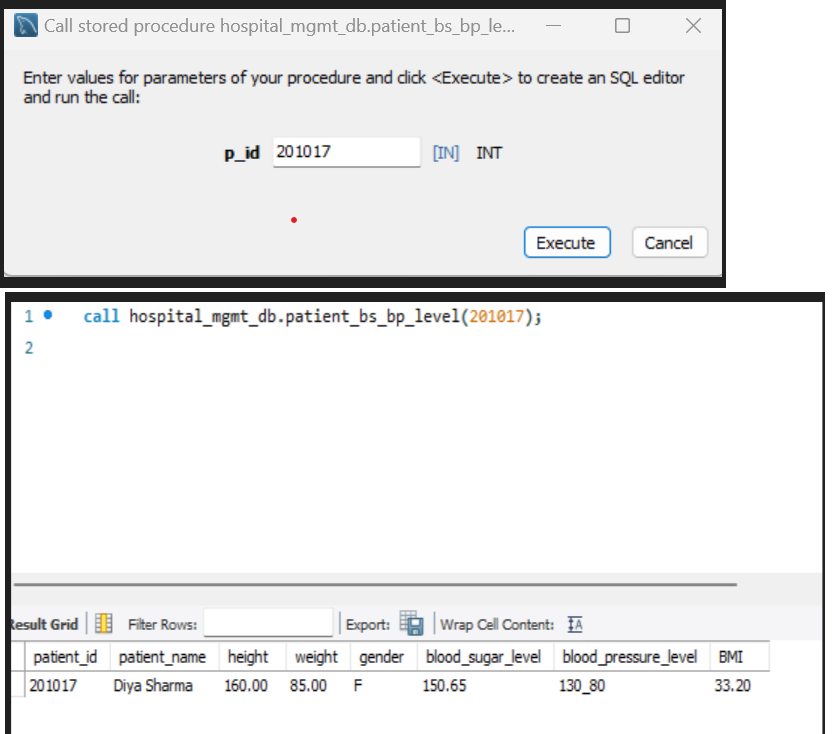 Call stored procedure hospital_mgmt_db.patient_bs_bp_le...
Enter values for parameters of your procedure and click <Execute> to create an SQL editor
and run the call:
p_id 201017 [IN] INT
Execute Cancel
1 call hospital_mgmt_db.patient_bs_bp_level(201017);
2
Result Grid Filter Rows: Export: Wrap Cell Content: IA
patient_id patient_name height weight gender blood_sugar_level blood_pressure_level BMI
201017 Diya Sharma 160.00 85.00 F 150.65 130_80 33.20